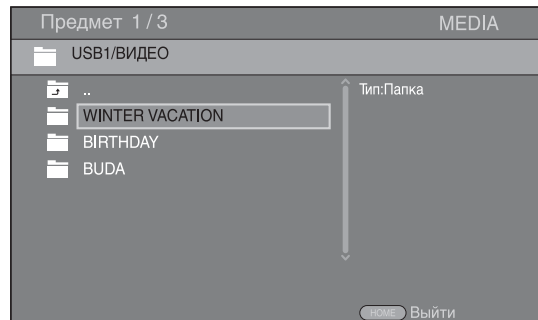 Предмет 1 / 3 MEDIA
USB1/ВИДЕО
..
WINTER VACATION
BIRTHDAY
BUDA
Тип:Папка
HOME Выйти